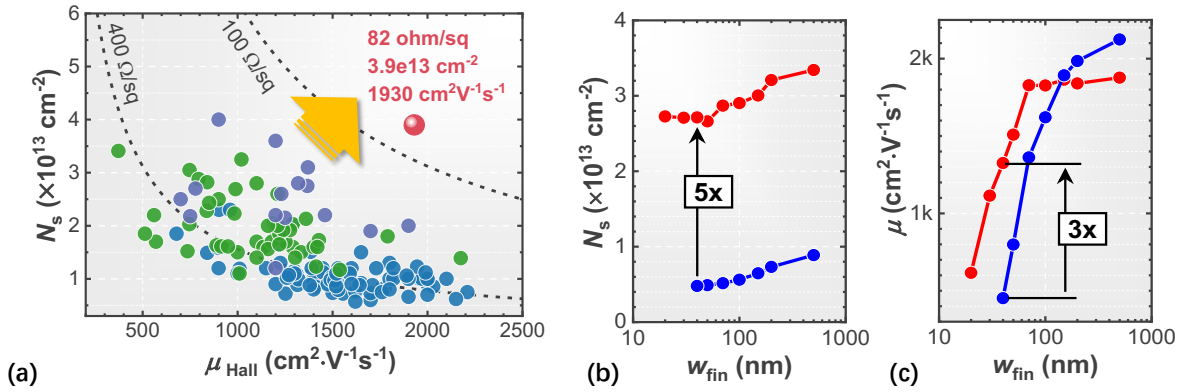 6
5
4
3
2
1
N_s (×10^13 cm^-2)
400 Ω/sq
100 Ω/sq
82 ohm/sq
3.9e13 cm^-2
1930 cm^2V^-1s^-1
500 1000 1500 2000 2500
μ_Hall (cm^2·V^-1s^-1)
(a)
4
3
2
1
0
N_s (×10^13 cm^-2)
5x
10 100 1000
w_fin (nm)
(b)
2k
1k
μ (cm^2·V^-1s^-1)
3x
10 100 1000
w_fin (nm)
(c)